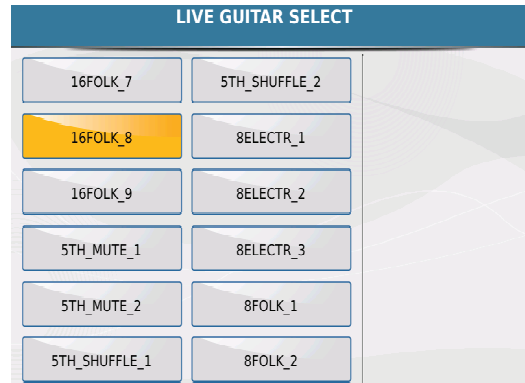 LIVE GUITAR SELECT
16FOLK_7
5TH_SHUFFLE_2
16FOLK_8
8ELECTR_1
16FOLK_9
8ELECTR_2
5TH_MUTE_1
8ELECTR_3
5TH_MUTE_2
8FOLK_1
5TH_SHUFFLE_1
8FOLK_2